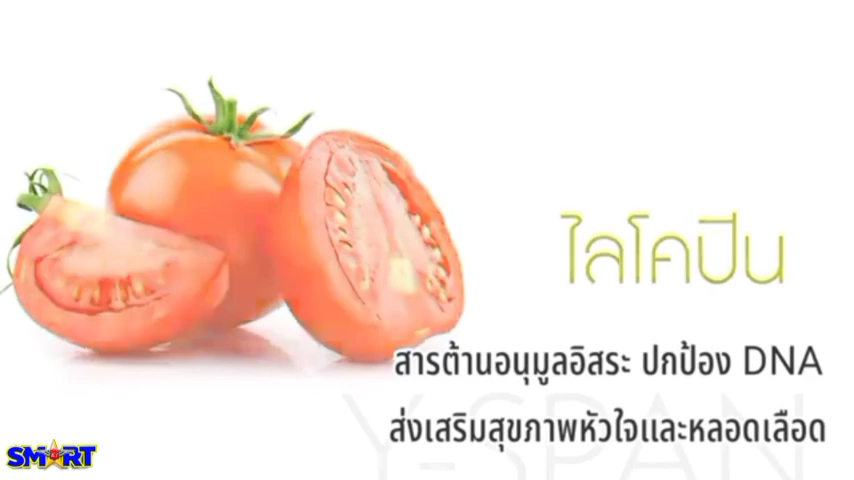 ไลโคปีน
สารต้านอนุมูลอิสระ ปกป้อง DNA
ส่งเสริมสุขภาพหัวใจและหลอดเลือด
Y-SPAN
SMART